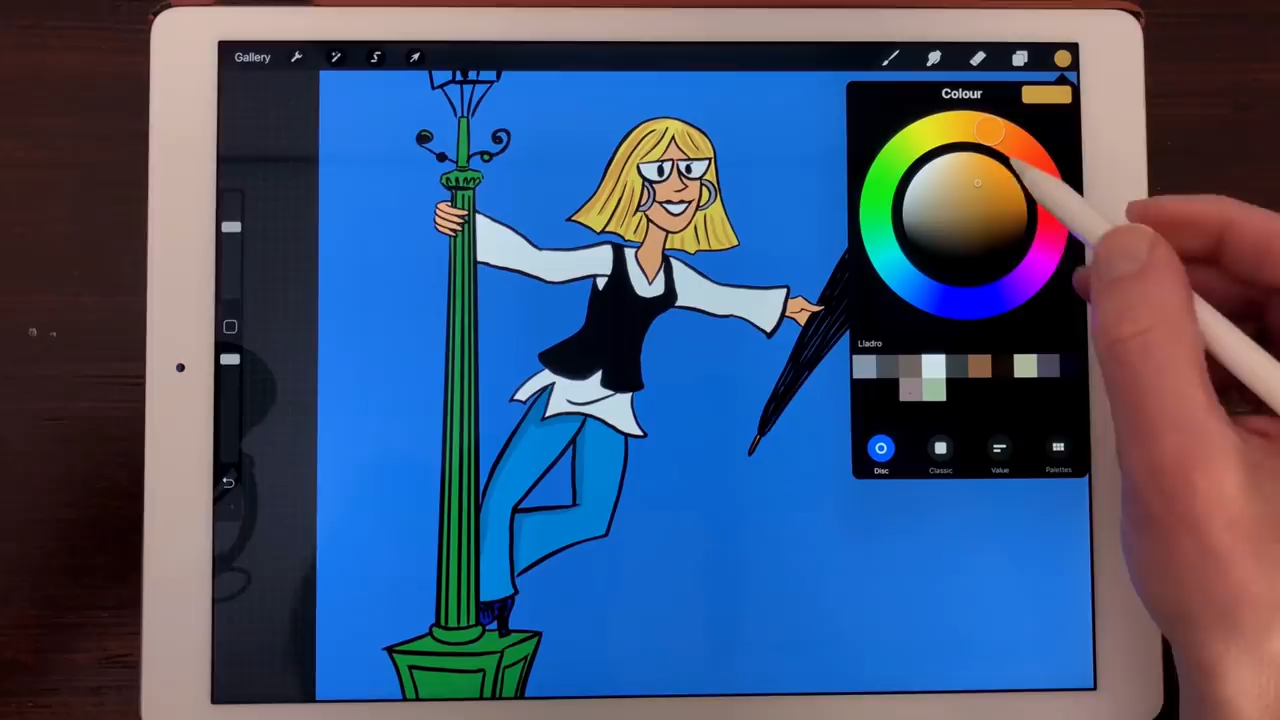 Gallery
Colour
Lladro
Disc
Classic
Value
Palettes